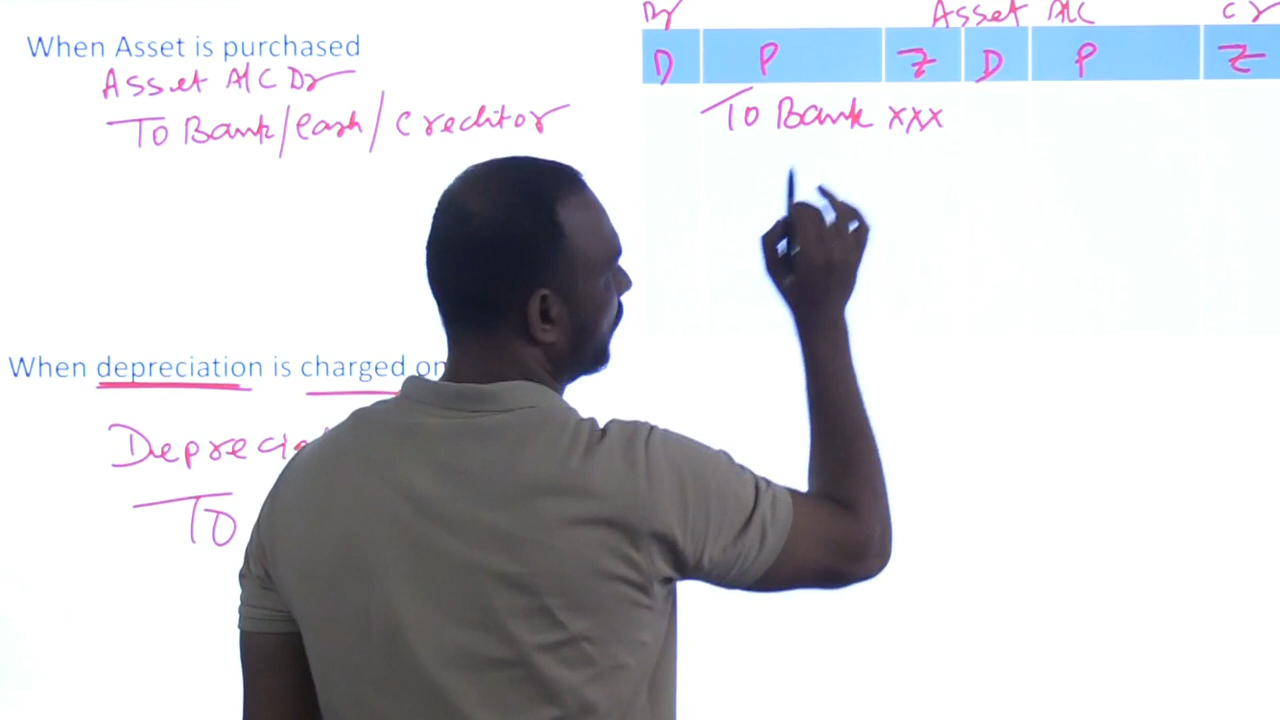 When Asset is purchased
Asset A/C Dr
To Bank/Cash/Creditor
When depreciation is charged on
To
Dr Asset A/C Cr
D P ₹ D P ₹
To Bank xxx